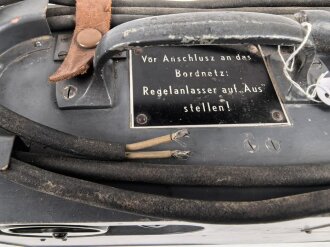 Vor Anschlusz an das
Bordnetz:
Regelanlasser auf „Aus"
stellen!